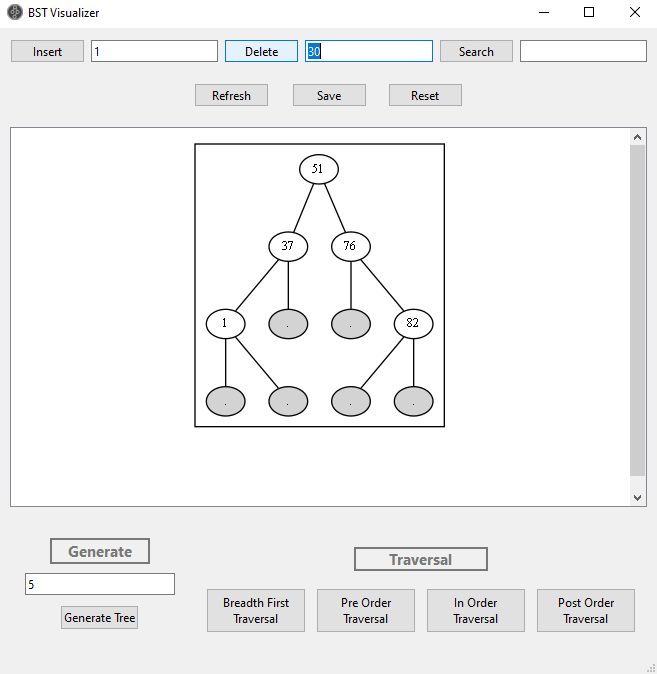 BST Visualizer
Insert 1 Delete 30 Search
Refresh Save Reset
51
37 76
1 . . 82
. . . .
Generate
Traversal
5
Breadth First Traversal
Pre Order Traversal
In Order Traversal
Post Order Traversal
Generate Tree